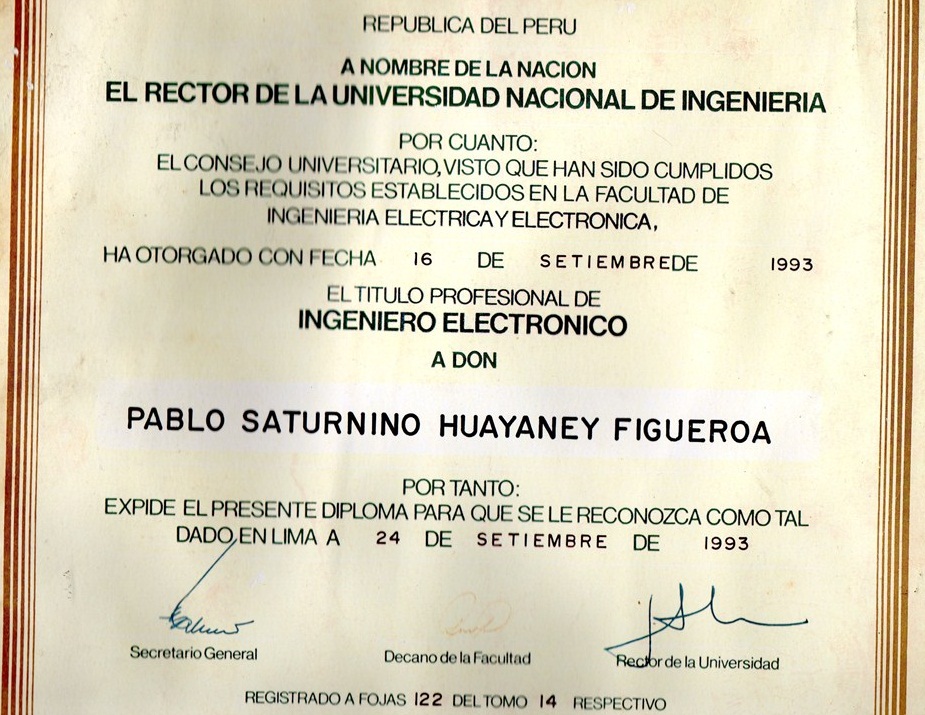 REPUBLICA DEL PERU
A NOMBRE DE LA NACION
EL RECTOR DE LA UNIVERSIDAD NACIONAL DE INGENIERIA
POR CUANTO:
EL CONSEJO UNIVERSITARIO, VISTO QUE HAN SIDO CUMPLIDOS
LOS REQUISITOS ESTABLECIDOS EN LA FACULTAD DE
INGENIERIA ELECTRICA Y ELECTRONICA,
HA OTORGADO CON FECHA 16 DE SETIEMBRE DE 1993
EL TITULO PROFESIONAL DE
INGENIERO ELECTRONICO
A DON
PABLO SATURNINO HUAYANEY FIGUEROA
POR TANTO:
EXPIDE EL PRESENTE DIPLOMA PARA QUE SE LE RECONOZCA COMO TAL
DADO EN LIMA A 24 DE SETIEMBRE DE 1993
Secretario General Decano de la Facultad Rector de la Universidad
REGISTRADO A FOJAS 122 DEL TOMO 14 RESPECTIVO